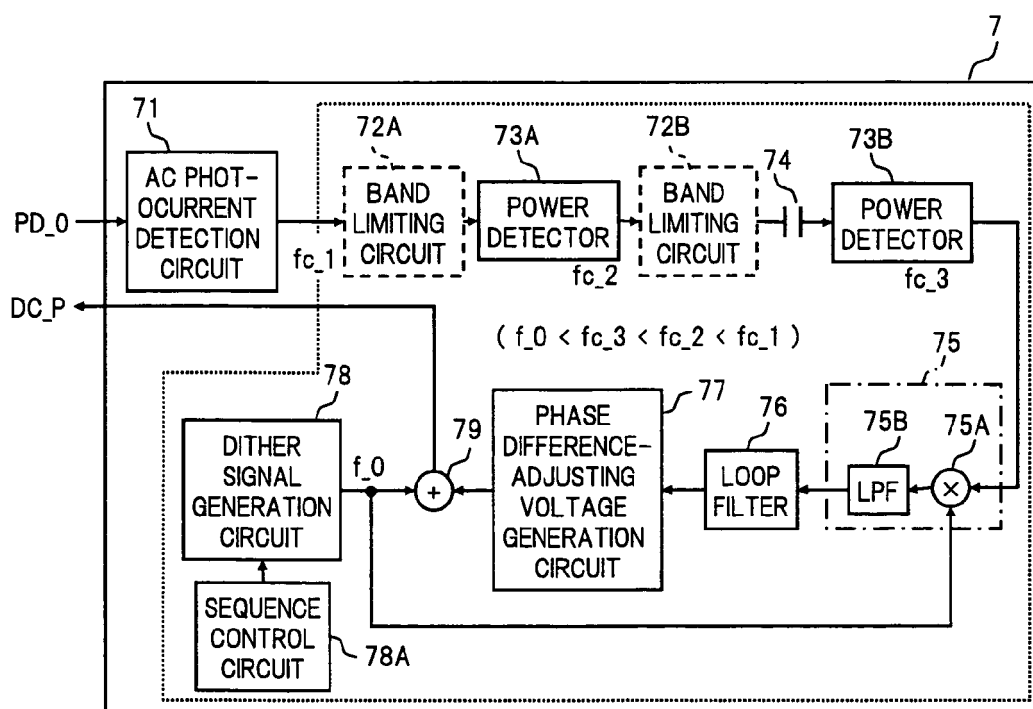 7
71
AC PHOT-
OCURRENT
DETECTION
CIRCUIT
PD_0
fc_1
72A
BAND
LIMITING
CIRCUIT
73A
POWER
DETECTOR
fc_2
72B
BAND
LIMITING
CIRCUIT
74
73B
POWER
DETECTOR
fc_3
DC_P
( f_0 < fc_3 < fc_2 < fc_1 )
78
DITHER
SIGNAL
GENERATION
CIRCUIT
f_0
79
+
77
PHASE
DIFFERENCE-
ADJUSTING
VOLTAGE
GENERATION
CIRCUIT
76
LOOP
FILTER
75
75B
LPF
75A
×
SEQUENCE
CONTROL
CIRCUIT
78A